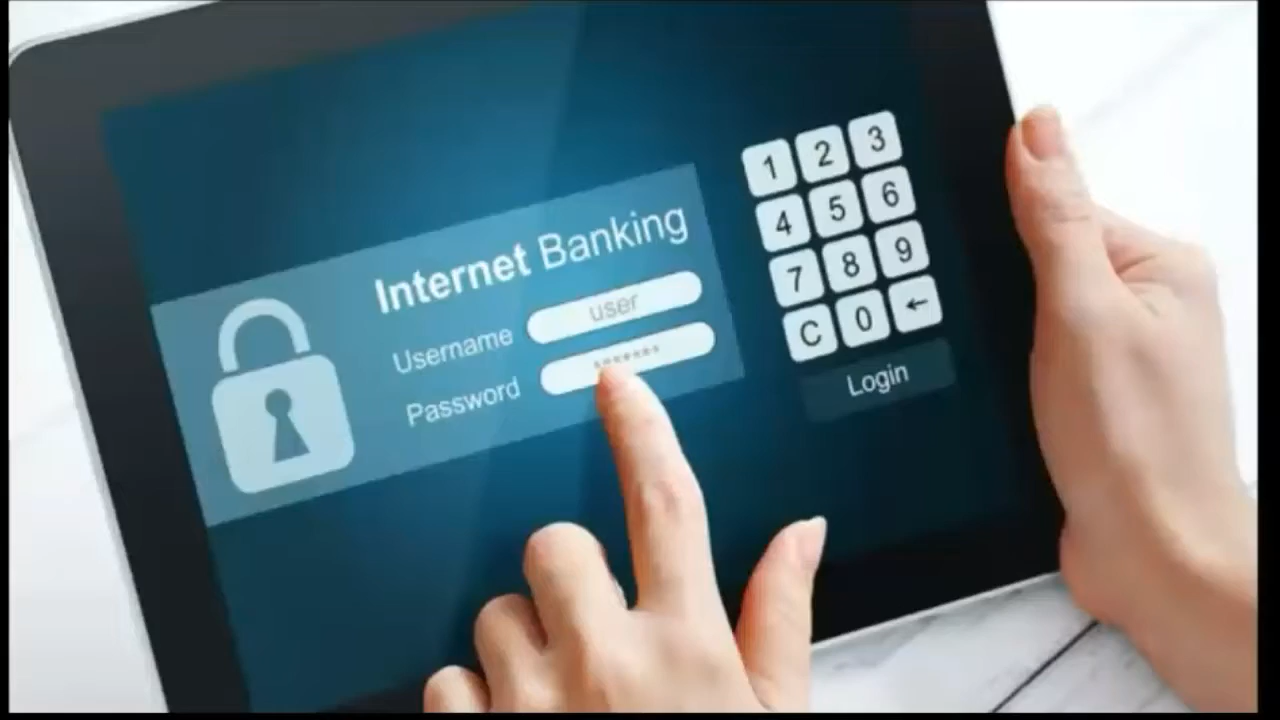 Internet Banking
Username user
Password *******
1 2 3
4 5 6
7 8 9
C 0 ←
Login